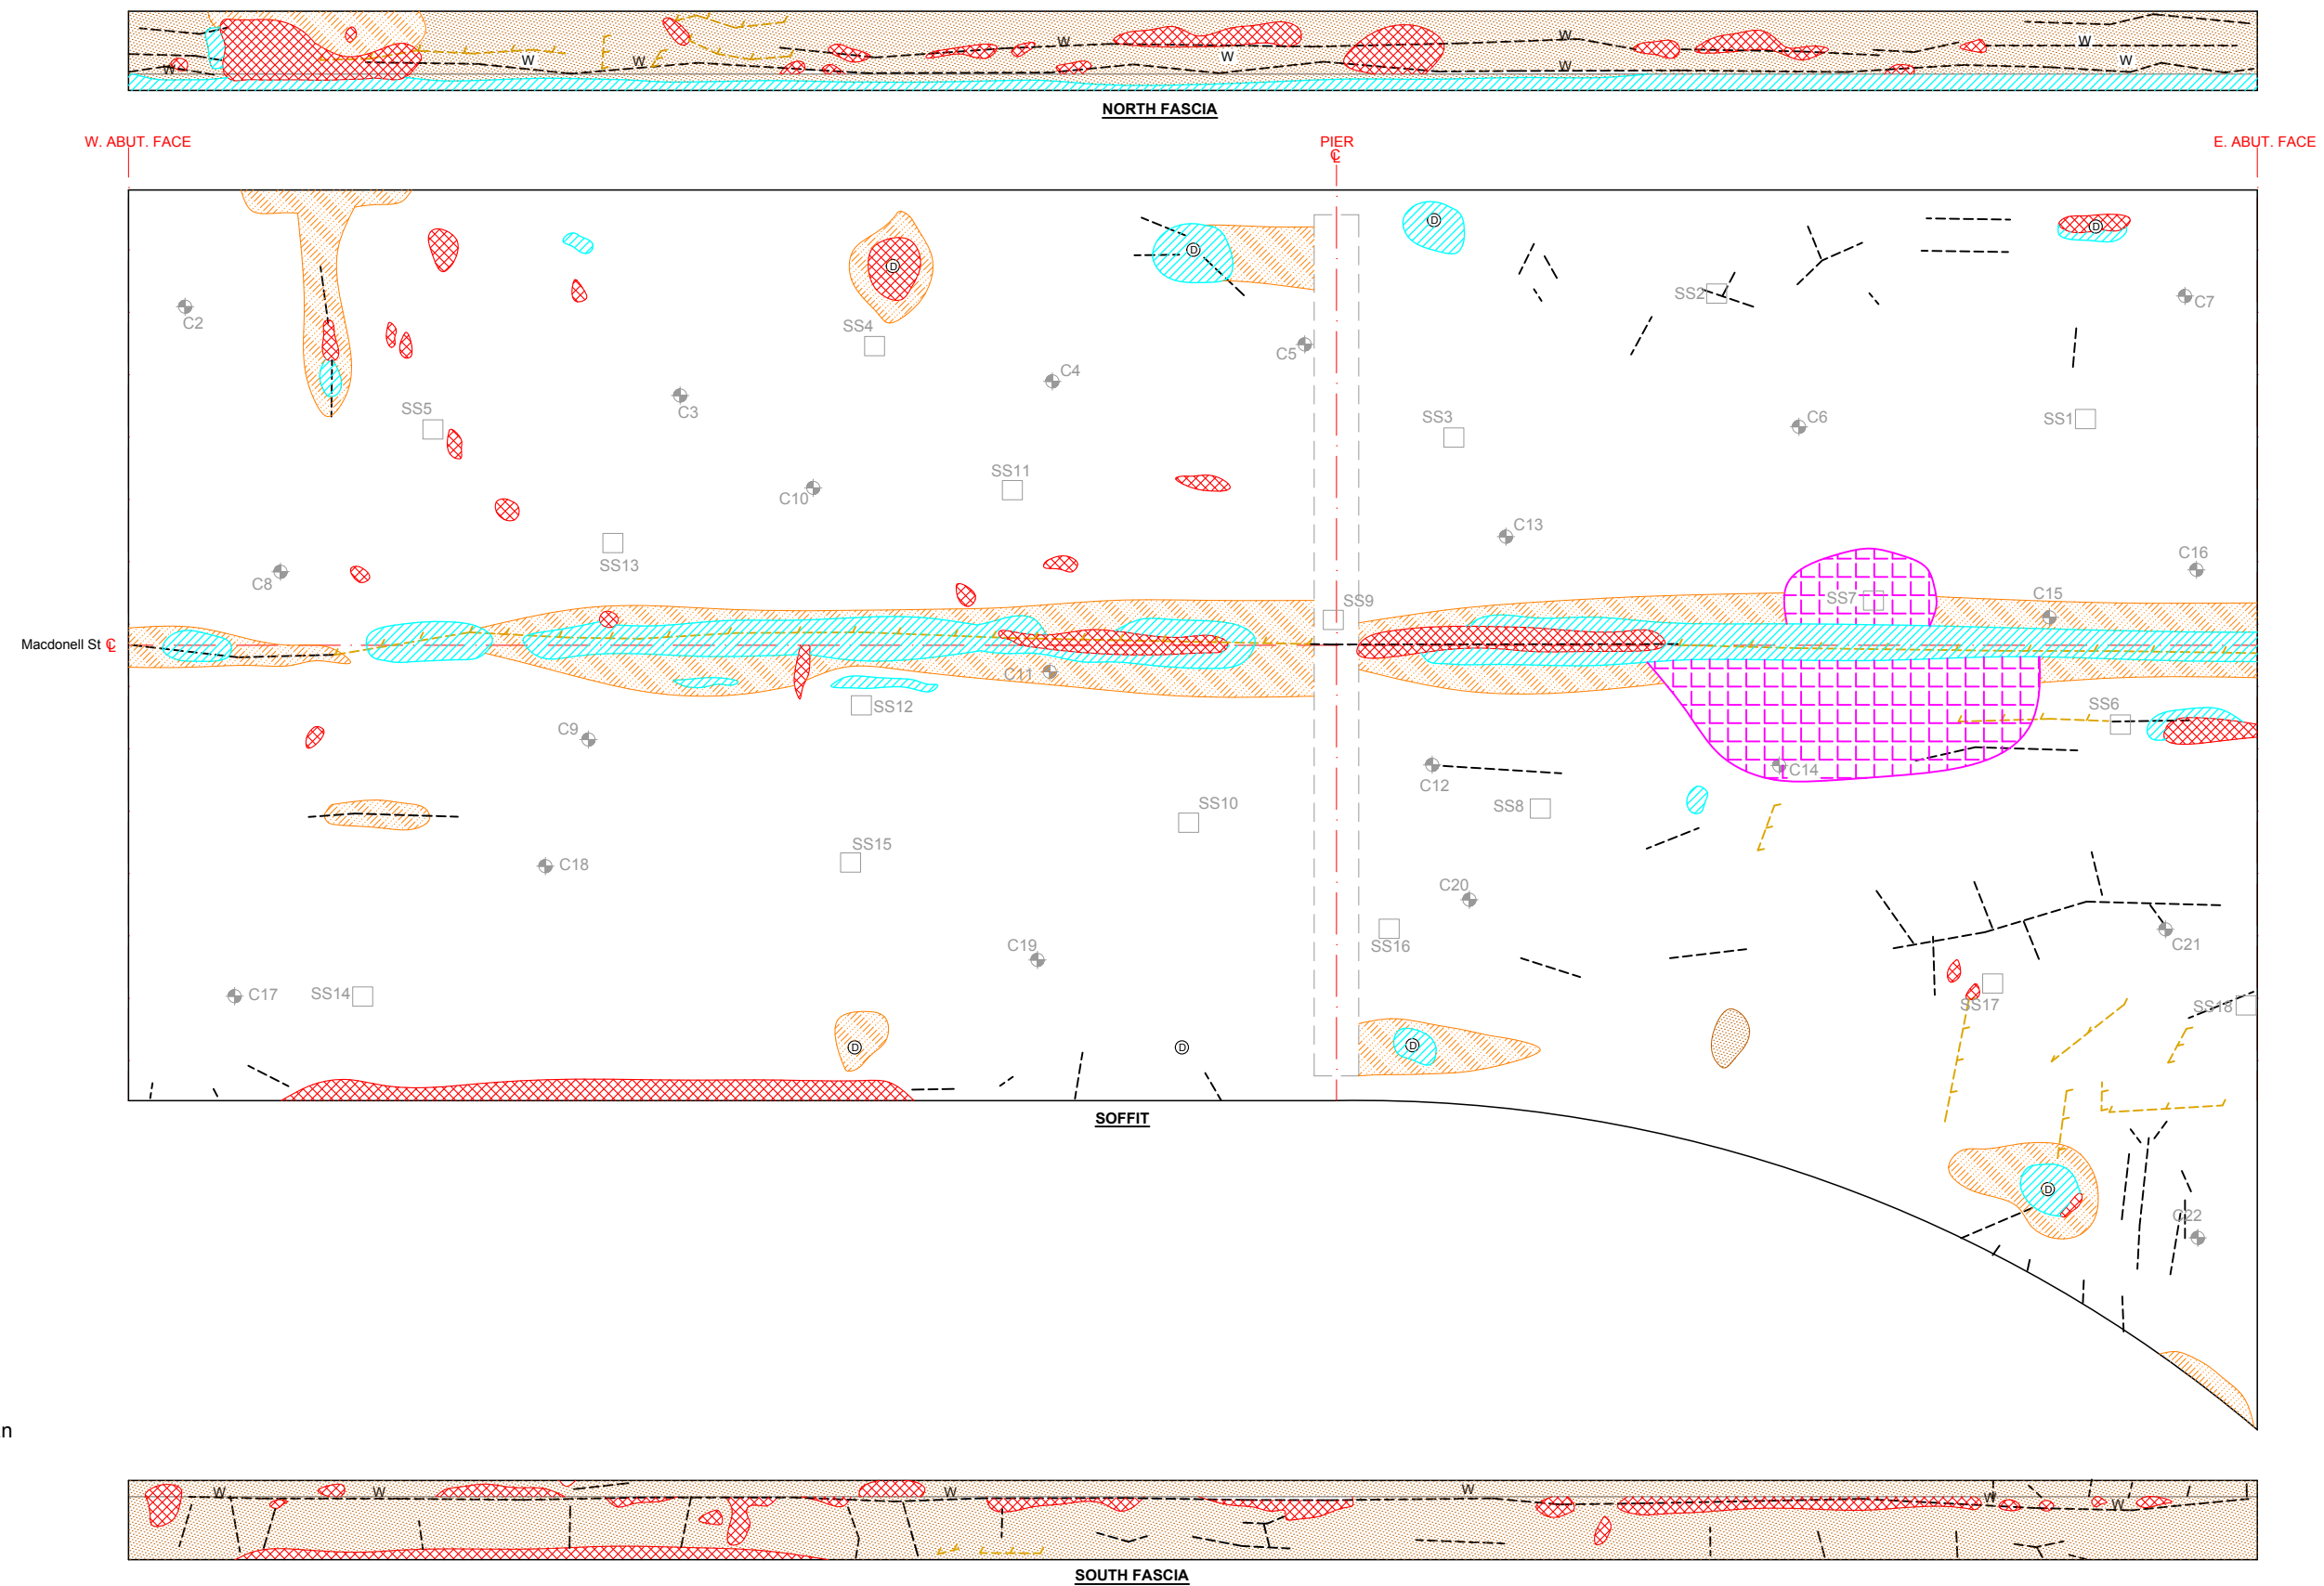 W W W W W W W W W
NORTH FASCIA
W. ABUT. FACE
PIER
℄
E. ABUT. FACE
D D D D D
C2
SS2
C7
SS4
C5
C4
SS5
C3
SS3
C6
SS1
SS11
C10
C13
SS13
C8
C16
SS9
SS7
C15
Macdonell St ℄
C11
SS12
SS6
C9
C14
C12
SS10
SS8
SS15
C18
C20
C19
SS16
C21
C17
SS14
SS17
SS18
D D D
SOFFIT
D
C22
n
W W W W W W
SOUTH FASCIA